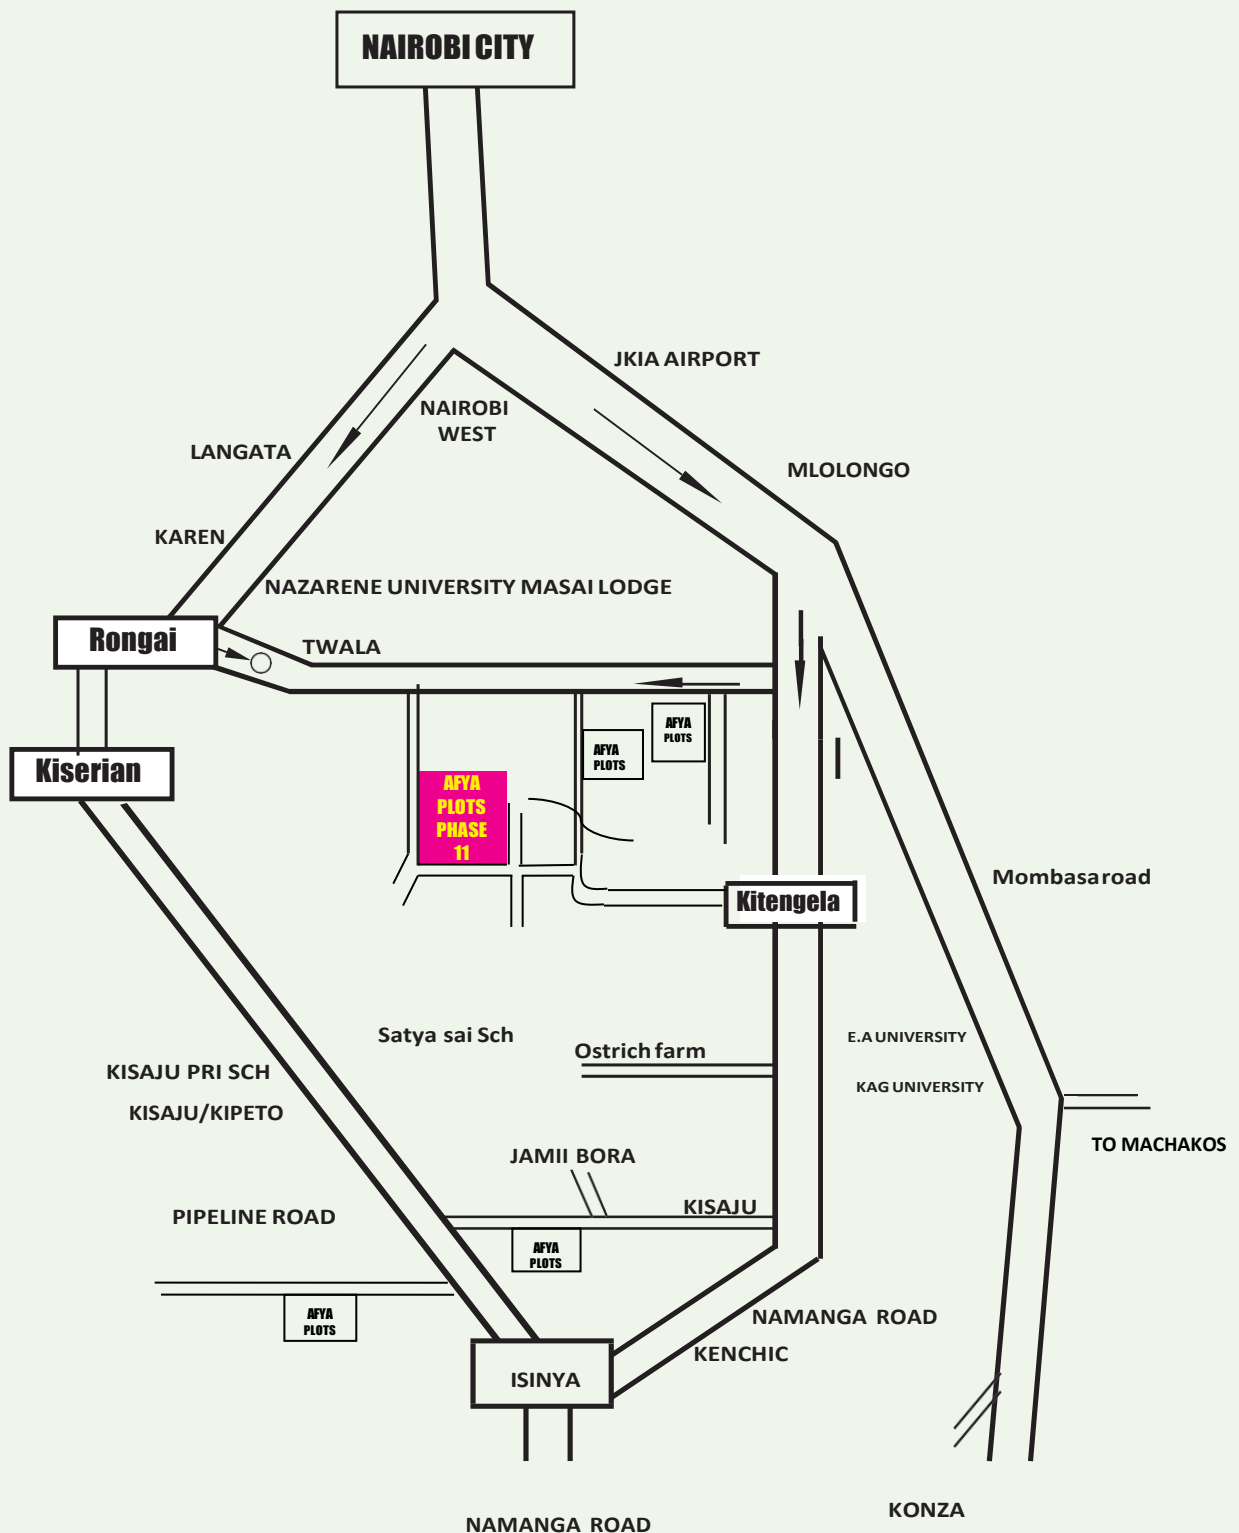 NAIROBI CITY
JKIA AIRPORT
NAIROBI
WEST
LANGATA
MLOLONGO
KAREN
NAZARENE UNIVERSITY MASAI LODGE
Rongai
TWALA
AFYA
PLOTS
AFYA
PLOTS
Kiserian
AFYA
PLOTS
PHASE
11
Mombasa road
Kitengela
Satya sai Sch
E.A UNIVERSITY
Ostrich farm
KISAJU PRI SCH
KAG UNIVERSITY
KISAJU/KIPETO
TO MACHAKOS
JAMII BORA
KISAJU
PIPELINE ROAD
AFYA
PLOTS
AFYA
PLOTS
NAMANGA ROAD
KENCHIC
ISINYA
KONZA
NAMANGA ROAD